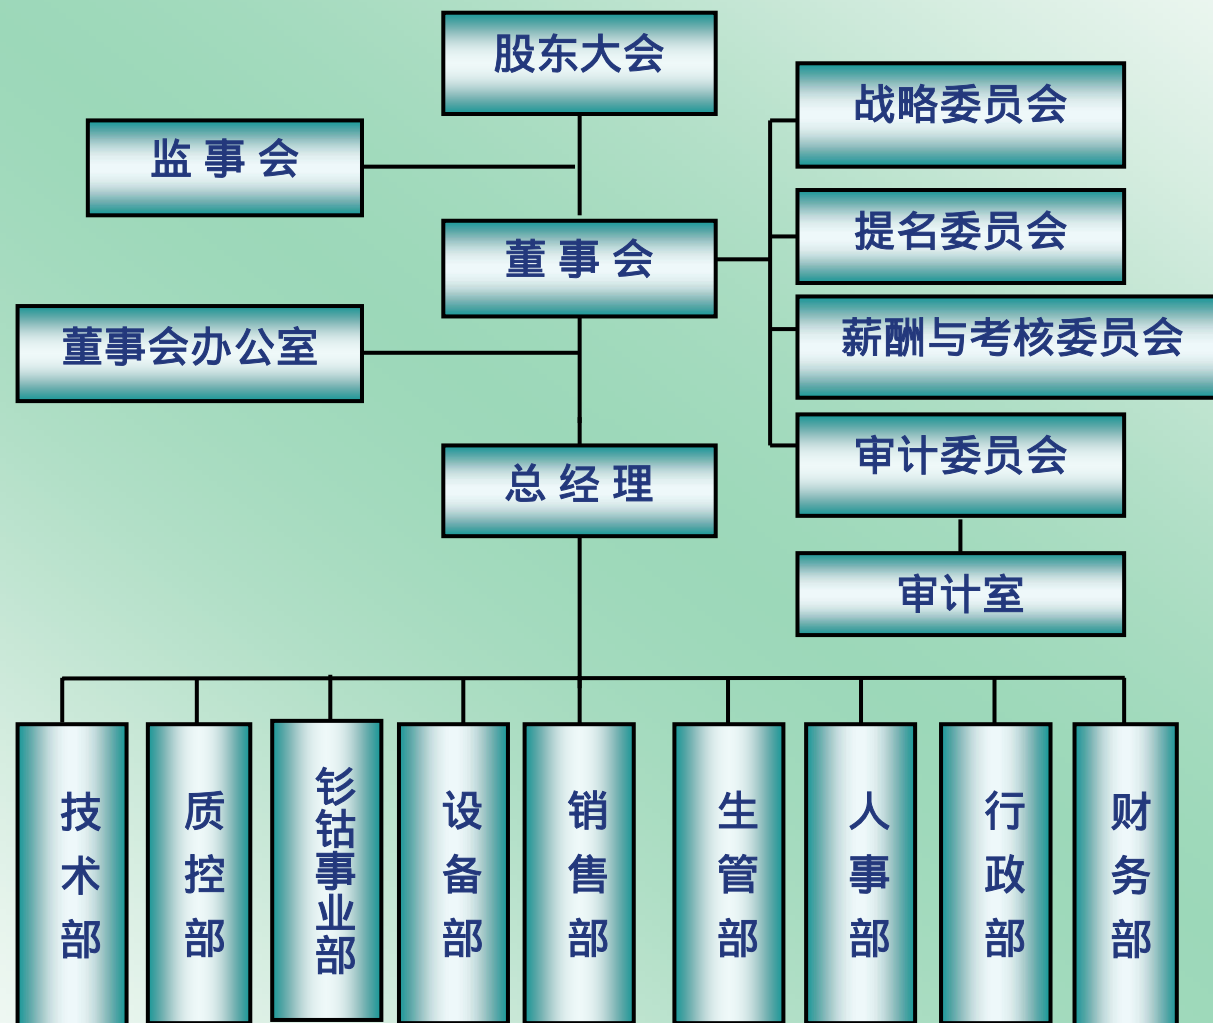 股东大会
战略委员会
监 事 会
提名委员会
董 事 会
董事会办公室
薪酬与考核委员会
审计委员会
总 经 理
审计室
技术部
质控部
钐钴事业部
设备部
销售部
生管部
人事部
行政部
财务部